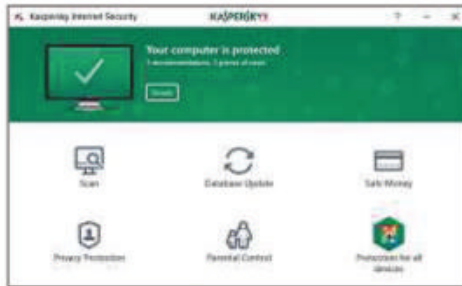 Kaspersky Internet Security
KASPERSKY
?
Your computer is protected
Details
Scan
Database Update
Safe Money
Privacy Protection
Parental Control
Protection for all
devices